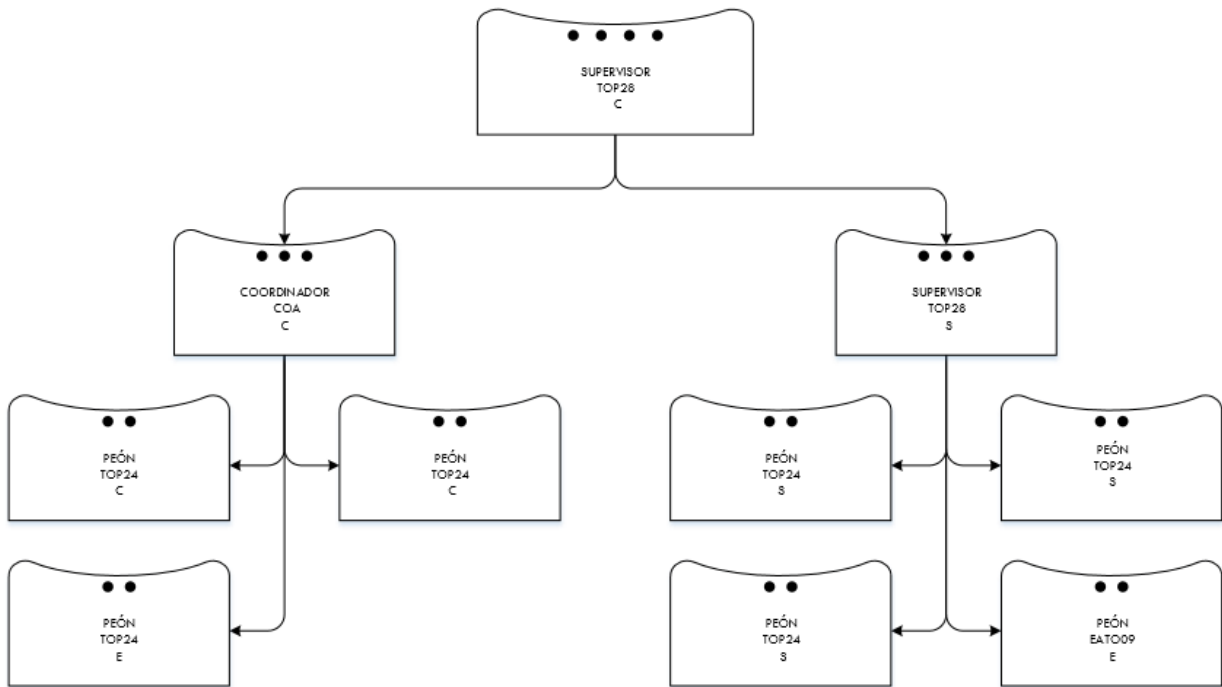 SUPERVISOR
TOP28
C
COORDINADOR
COA
C
SUPERVISOR
TOP28
S
PEÓN
TOP24
C
PEÓN
TOP24
C
PEÓN
TOP24
S
PEÓN
TOP24
S
PEÓN
TOP24
E
PEÓN
TOP24
S
PEÓN
EATO09
E